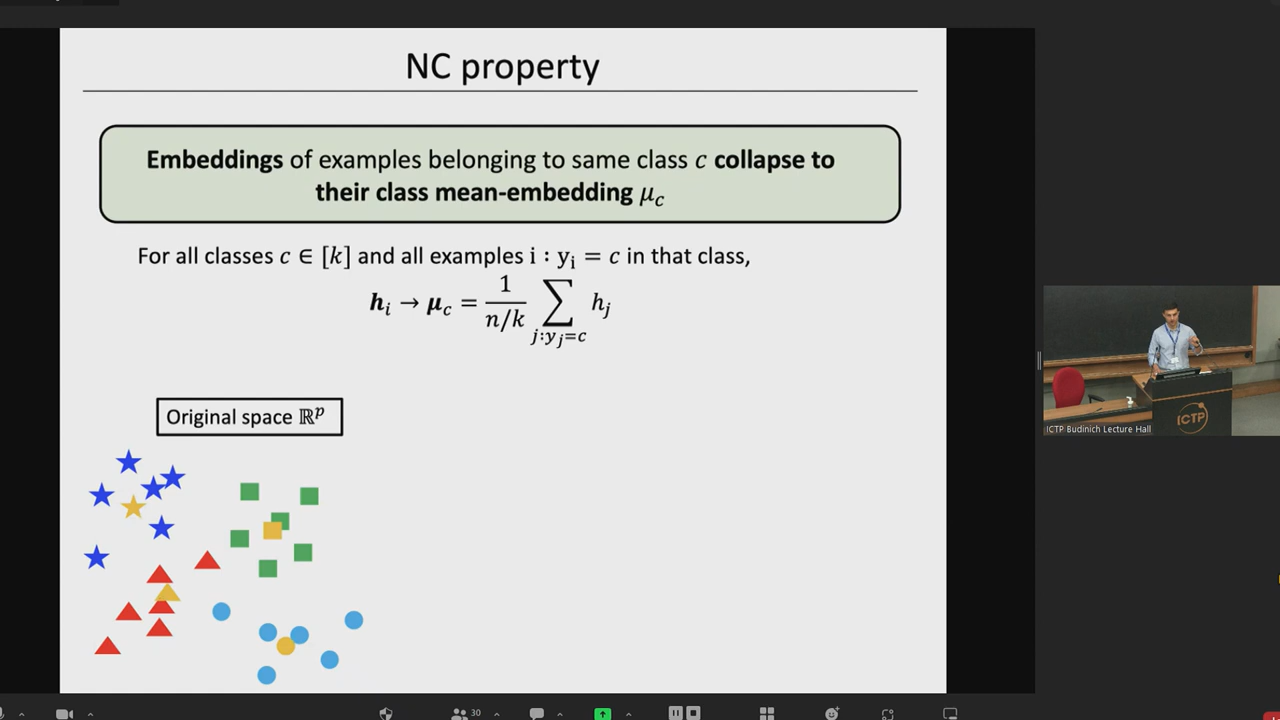 NC property
Embeddings of examples belonging to same class c collapse to
their class mean-embedding μ_c
For all classes c ∈ [k] and all examples i : y_i = c in that class,
h_i → μ_c = 1/(n/k) ∑_{j:y_j=c} h_j
Original space ℝ^p
ICTP
ICTP Budinich Lecture Hall
30